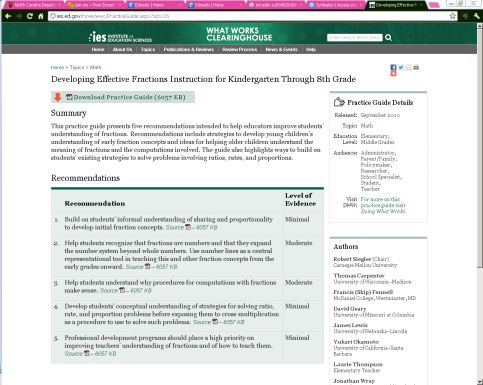 North Carolina Depart
Join.me – Free Screen
Edmodo | Home
Edmodo | Home
Symbaloo | Access yo
Developing Effective Fra
ies.ed.gov/ncee/wwc/PracticeGuide.aspx?sid=15
ies INSTITUTE OF EDUCATION SCIENCES
WHAT WORKS CLEARINGHOUSE
Home About Us Topics Publications & Reviews Review Process News & Events Help
Home > Topics > Math
Developing Effective Fractions Instruction for Kindergarten Through 8th Grade
Download Practice Guide (6057 KB)
Summary
This practice guide presents five recommendations intended to help educators improve students'
understanding of fractions. Recommendations include strategies to develop young children's
understanding of early fraction concepts and ideas for helping older children understand the
meaning of fractions and the computations involved. The guide also highlights ways to build on
students' existing strategies to solve problems involving ratios, rates, and proportions.
Recommendations
Recommendation
Level of
Evidence
1. Build on students' informal understanding of sharing and proportionality Minimal
to develop initial fraction concepts. Source – 6057 KB
2. Help students recognize that fractions are numbers and that they expand Moderate
the number system beyond whole numbers. Use number lines as a central
representational tool in teaching this and other fraction concepts from the
early grades onward. Source – 6057 KB
3. Help students understand why procedures for computations with fractions Moderate
make sense. Source – 6057 KB
4. Develop students' conceptual understanding of strategies for solving ratio, Minimal
rate, and proportion problems before exposing them to cross-multiplication
as a procedure to use to solve such problems. Source – 6057 KB
5. Professional development programs should place a high priority on Minimal
improving teachers' understanding of fractions and of how to teach them.
Source – 6057 KB
Practice Guide Details
Released: September 2010
Topic: Math
Education Level Elementary,
Middle Grades
Audience: Administrator,
Parent/Family,
Policymaker,
Researcher,
School Specialist,
Student,
Teacher
Visit DWW: For more on this
practice guide visit
Doing What Works
Authors
Robert Siegler (Chair)
Carnegie Mellon University
Thomas Carpenter
University of Wisconsin–Madison
Francis (Skip) Fennell
McDaniel College, Westminster, MD
David Geary
University of Missouri at Columbia
James Lewis
University of Nebraska–Lincoln
Yukari Okamoto
University of California–Santa
Barbara
Laurie Thompson
Elementary Teacher
Jonathan Wray